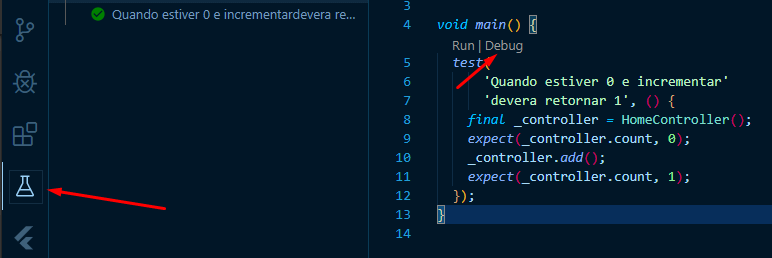 Quando estiver 0 e incrementardevera re...
3
4 void main() {
Run | Debug
5 test(
6 'Quando estiver 0 e incrementar'
7 'devera retornar 1', () {
8 final _controller = HomeController();
9 expect(_controller.count, 0);
10 _controller.add();
11 expect(_controller.count, 1);
12 });
13 }
14